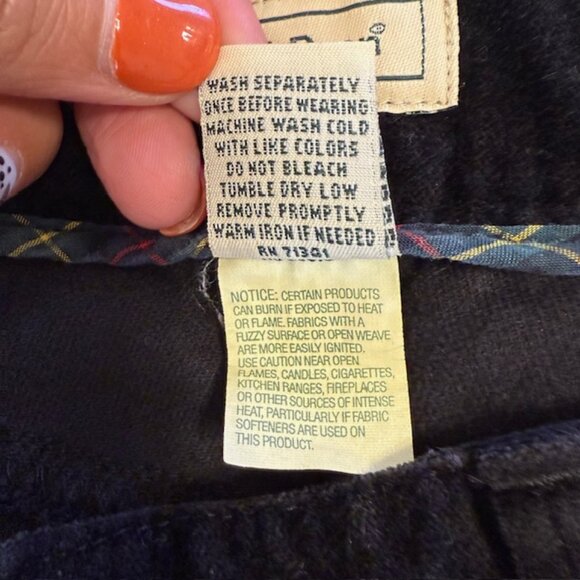 WASH SEPARATELY
ONCE BEFORE WEARING
MACHINE WASH COLD
WITH LIKE COLORS
DO NOT BLEACH
TUMBLE DRY LOW
REMOVE PROMPTLY
WARM IRON IF NEEDED
RN 71341
NOTICE: CERTAIN PRODUCTS
CAN BURN IF EXPOSED TO HEAT
OR FLAME. FABRICS WITH A
FUZZY SURFACE OR OPEN WEAVE
ARE MORE EASILY IGNITED.
USE CAUTION NEAR OPEN
FLAMES, CANDLES, CIGARETTES,
KITCHEN RANGES, FIREPLACES
OR OTHER SOURCES OF INTENSE
HEAT, PARTICULARLY IF FABRIC
SOFTENERS ARE USED ON
THIS PRODUCT.